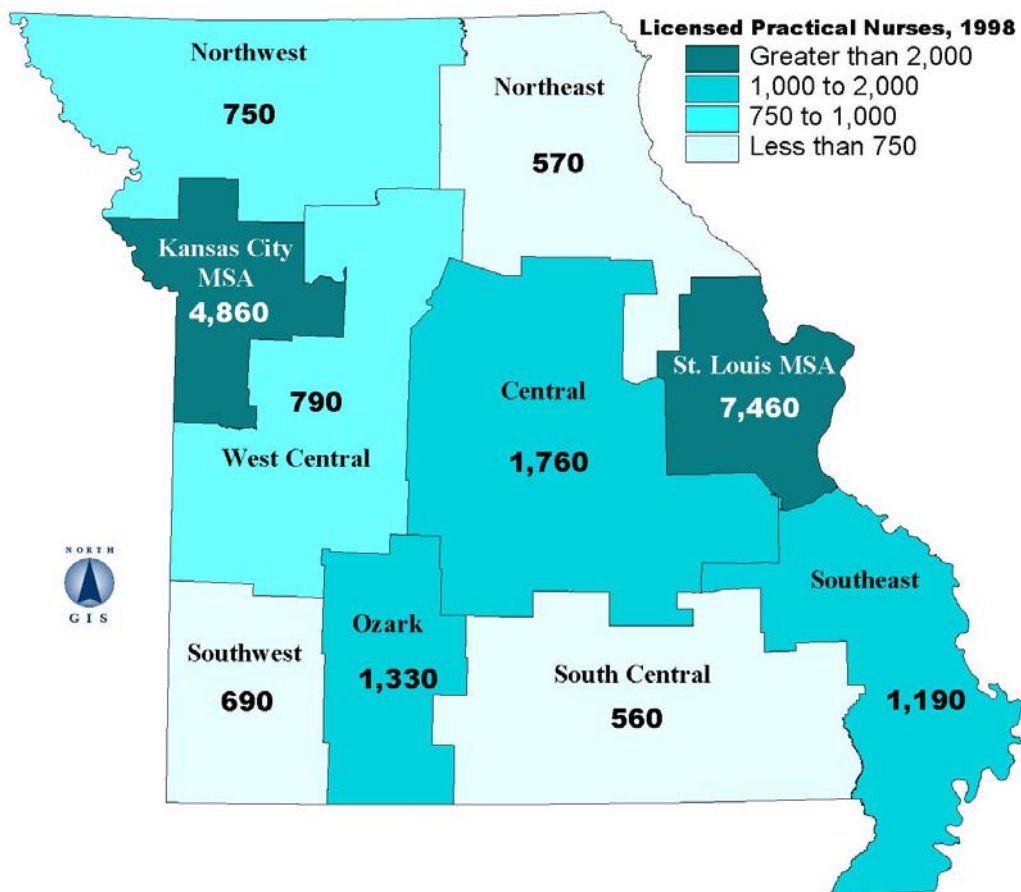 Licensed Practical Nurses, 1998
Greater than 2,000
1,000 to 2,000
750 to 1,000
Less than 750
Northwest
750
Northeast
570
Kansas City
MSA
4,860
St. Louis MSA
7,460
790
West Central
Central
1,760
NORTH
GIS
Southeast
1,190
Southwest
690
Ozark
1,330
South Central
560